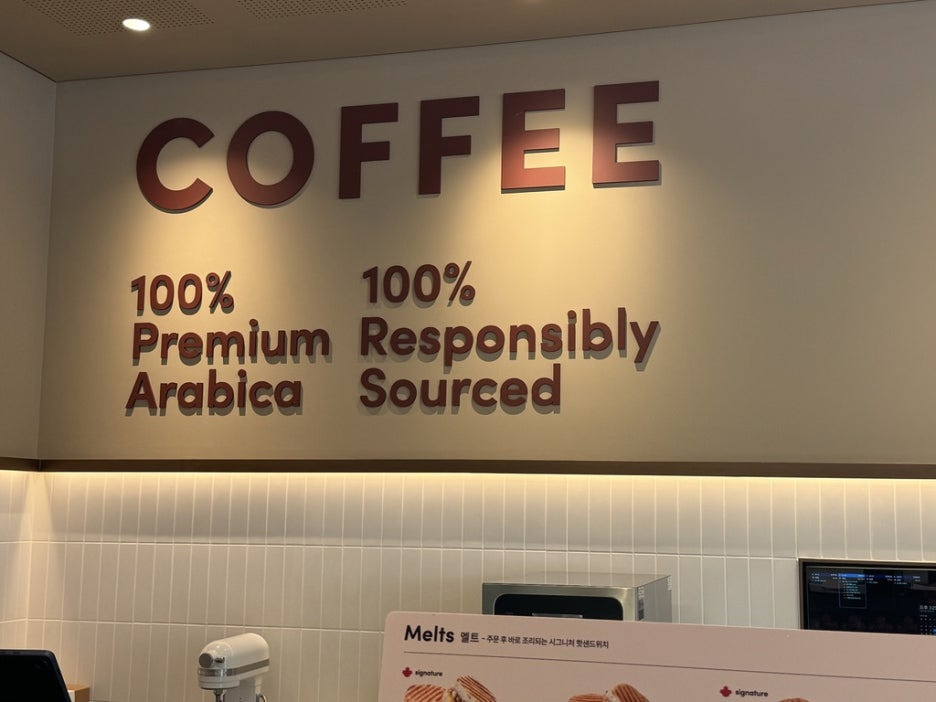 COFFEE
100%
Premium
Arabica
100%
Responsibly
Sourced
Melts 멜트 - 주문 후 바로 조리되는 시그니처 핫샌드위치
signature
signature